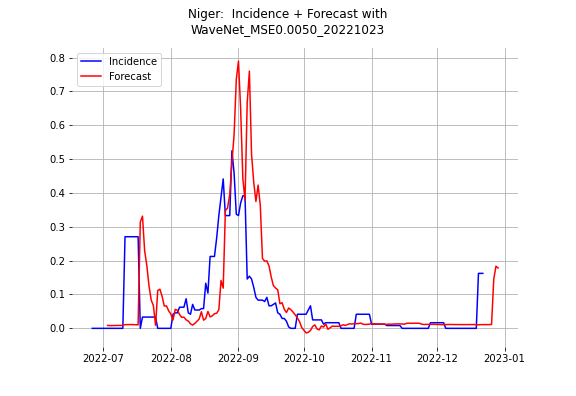 Niger:  Incidence + Forecast with
WaveNet_MSE0.0050_20221023
Incidence
Forecast
0.8
0.7
0.6
0.5
0.4
0.3
0.2
0.1
0.0
2022-07 2022-08 2022-09 2022-10 2022-11 2022-12 2023-01